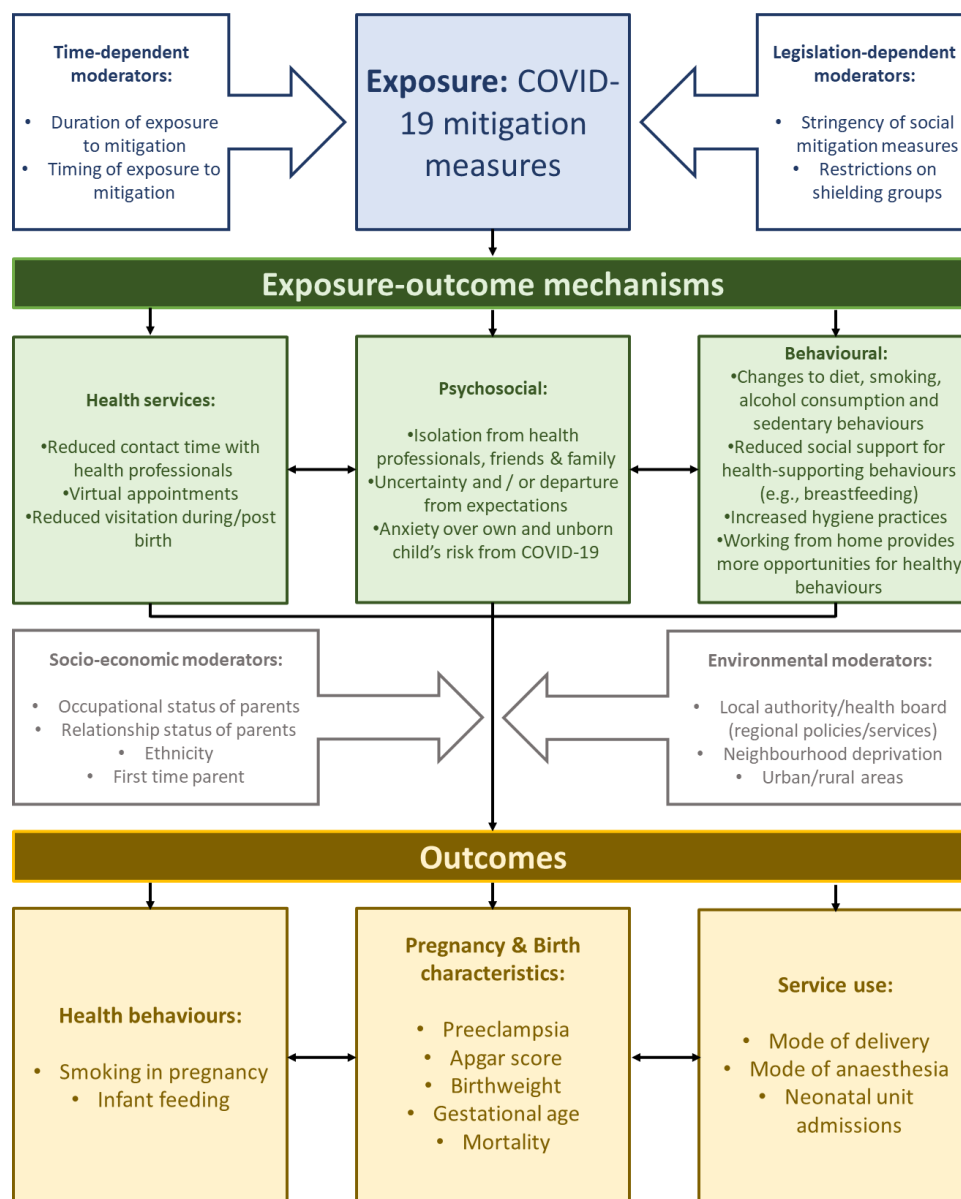 Time-dependent
moderators:
• Duration of exposure
to mitigation
• Timing of exposure to
mitigation
Exposure: COVID-
19 mitigation
measures
Legislation-dependent
moderators:
• Stringency of social
mitigation measures
• Restrictions on
shielding groups
Exposure-outcome mechanisms
Health services:
•Reduced contact time with
health professionals
•Virtual appointments
•Reduced visitation during/post
birth
Psychosocial:
•Isolation from health
professionals, friends & family
•Uncertainty and / or departure
from expectations
•Anxiety over own and unborn
child's risk from COVID-19
Behavioural:
•Changes to diet, smoking,
alcohol consumption and
sedentary behaviours
•Reduced social support for
health-supporting behaviours
(e.g., breastfeeding)
•Increased hygiene practices
•Working from home provides
more opportunities for healthy
behaviours
Socio-economic moderators:
• Occupational status of parents
• Relationship status of parents
• Ethnicity
• First time parent
Environmental moderators:
• Local authority/health board
(regional policies/services)
• Neighbourhood deprivation
• Urban/rural areas
Outcomes
Health behaviours:
• Smoking in pregnancy
• Infant feeding
Pregnancy & Birth
characteristics:
• Preeclampsia
• Apgar score
• Birthweight
• Gestational age
• Mortality
Service use:
• Mode of delivery
• Mode of anaesthesia
• Neonatal unit
admissions